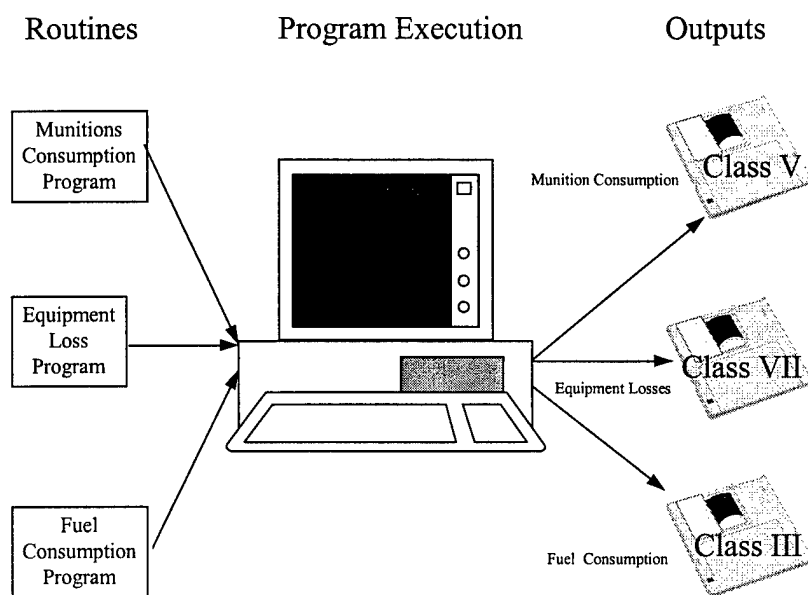 Routines
Program Execution
Outputs
Munitions
Consumption
Program
Munition Consumption
Class V
Equipment
Loss
Program
Equipment Losses
Class VII
Fuel
Consumption
Program
Fuel Consumption
Class III